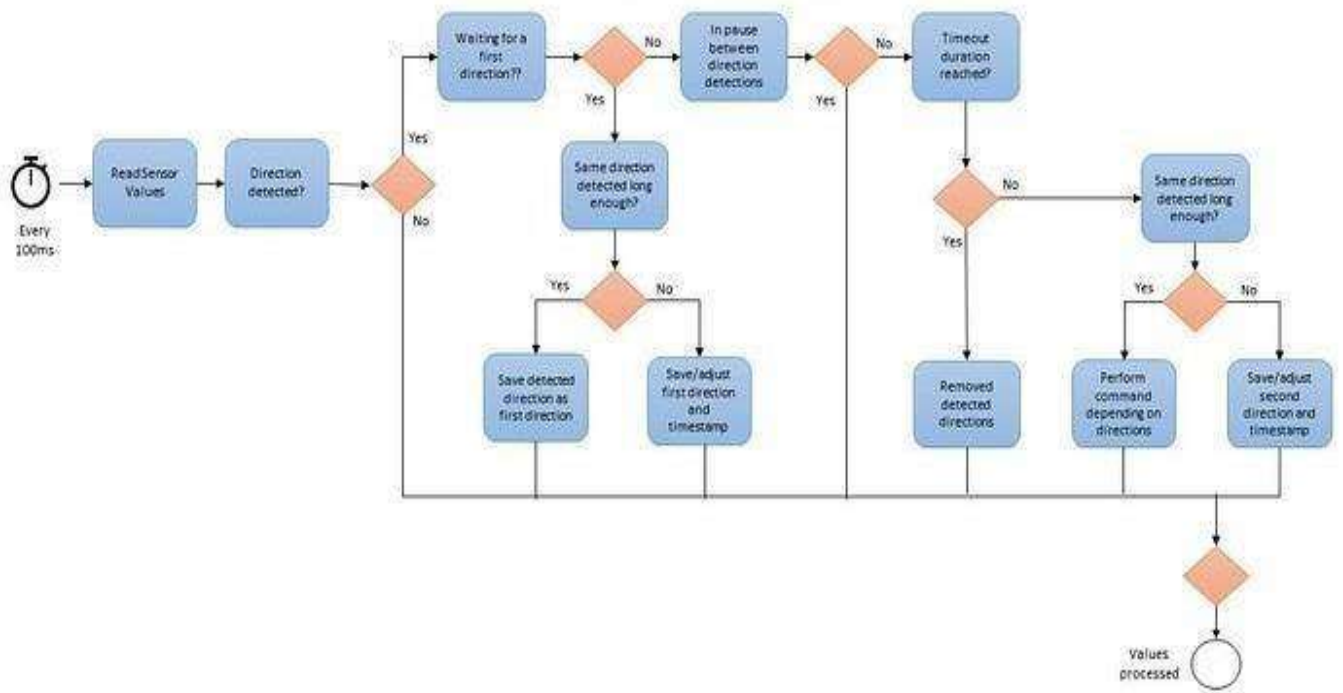 Waiting for a
first
direction??
No
In pause
between
direction
detections
No
Timeout
duration
reached?
Yes
Yes
Yes
Read Sensor
Values
Direction
detected?
Same direction
detected long
enough?
No
Same direction
detected long
enough?
Every
100ms
No
Yes
Yes
No
Yes
No
Save detected
direction as
first direction
Save/adjust
first direction
and
timestamp
Removed
detected
directions
Perform
command
depending on
directions
Save/adjust
second
direction and
timestamp
Values
processed